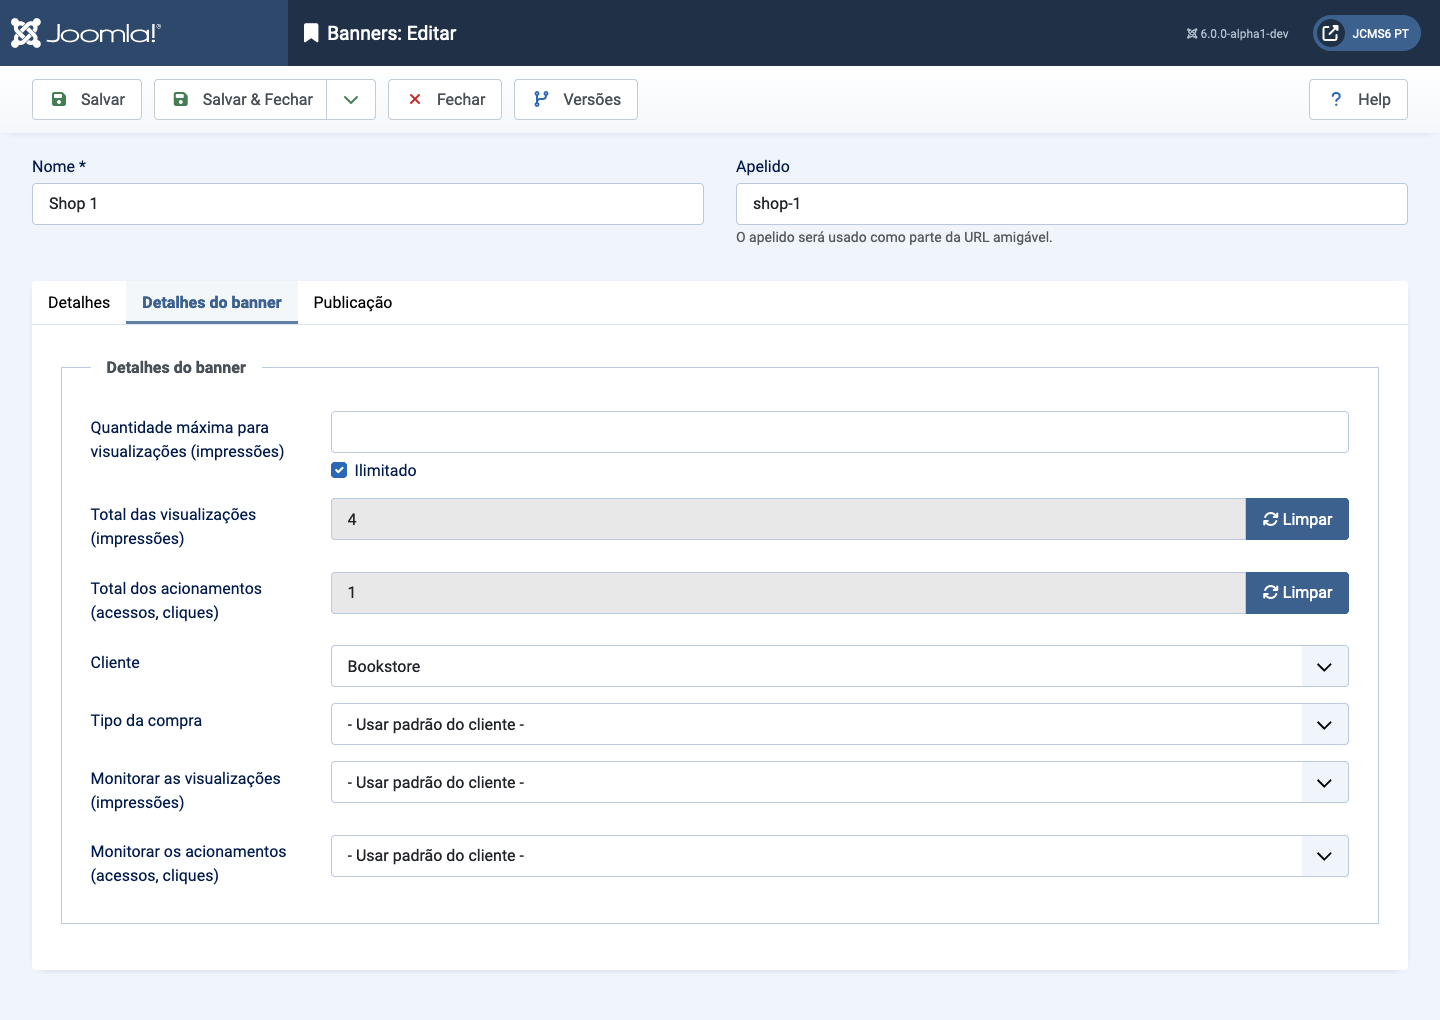 Joomla!®
Banners: Editar
6.0.0-alpha1-dev
JCMS6 PT
Salvar
Salvar & Fechar
Fechar
Versões
? Help
Nome *
Apelido
Shop 1
shop-1
O apelido será usado como parte da URL amigável.
Detalhes
Detalhes do banner
Publicação
Detalhes do banner
Quantidade máxima para
visualizações (impressões)
Ilimitado
Total das visualizações
(impressões)
4
Limpar
Total dos acionamentos
(acessos, cliques)
1
Limpar
Cliente
Bookstore
Tipo da compra
- Usar padrão do cliente -
Monitorar as visualizações
(impressões)
- Usar padrão do cliente -
Monitorar os acionamentos
(acessos, cliques)
- Usar padrão do cliente -